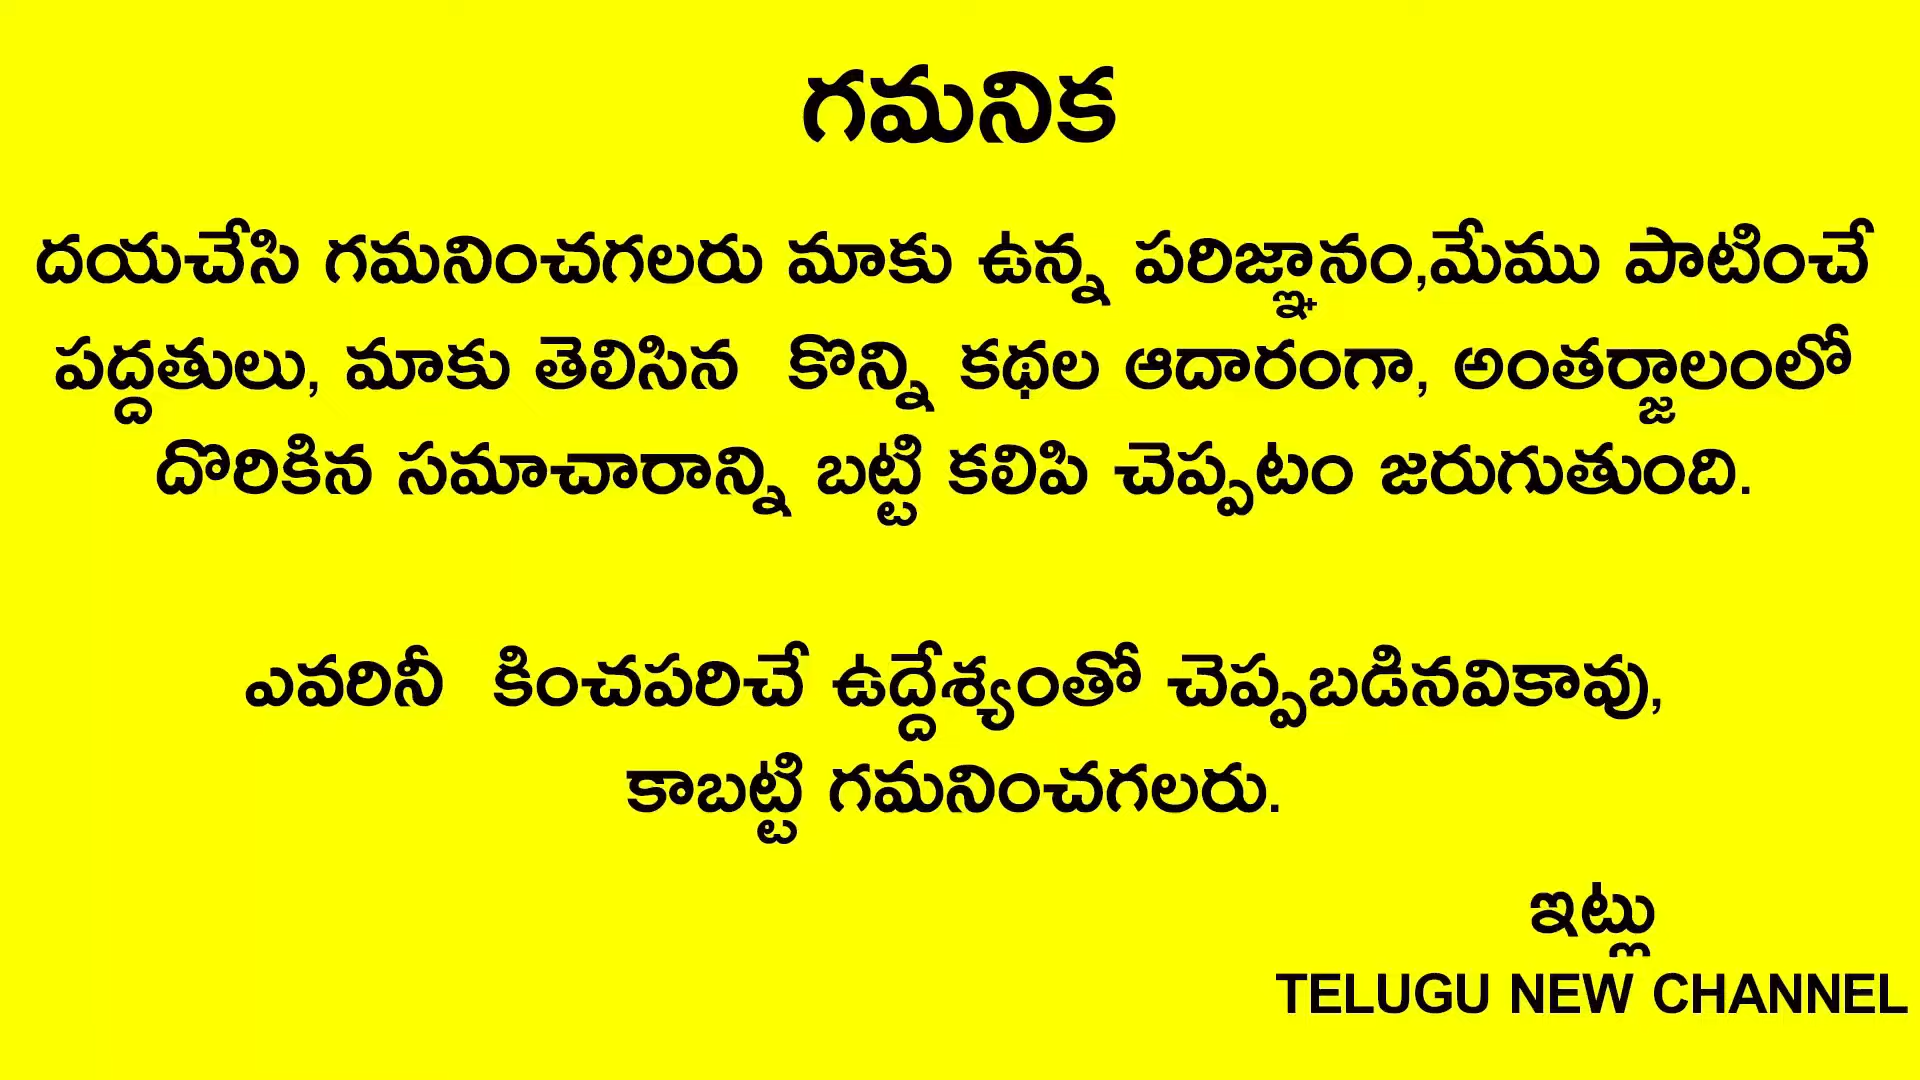 గమనిక
దయచేసి గమనించగలరు మాకు ఉన్న పరిజ్ఞానం,మేము పాటించే
పద్దతులు, మాకు తెలిసిన కొన్ని కథల ఆదారంగా, అంతర్జాలంలో
దొరికిన సమాచారాన్ని బట్టి కలిపి చెప్పటం జరుగుతుంది.
ఎవరినీ కించపరిచే ఉద్దేశ్యంతో చెప్పబడినవికావు,
కాబట్టి గమనించగలరు.
ఇట్లు
TELUGU NEW CHANNEL